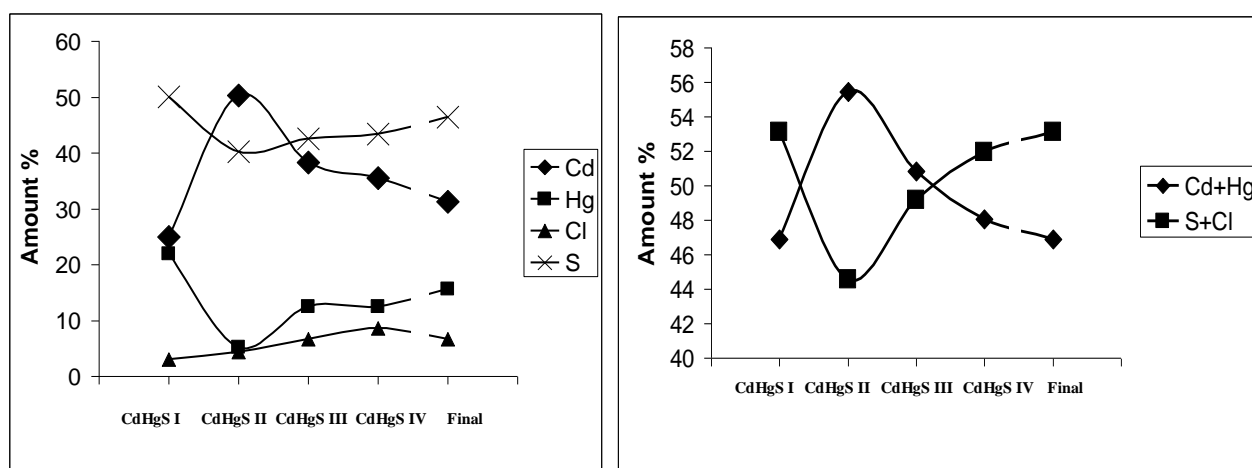 60
50
40
30
20
10
0
Amount %
CdHgS I CdHgS II CdHgS III CdHgS IV Final
Cd
Hg
Cl
S
58
56
54
52
50
48
46
44
42
40
Amount %
CdHgS I CdHgS II CdHgS III CdHgS IV Final
Cd+Hg
S+Cl